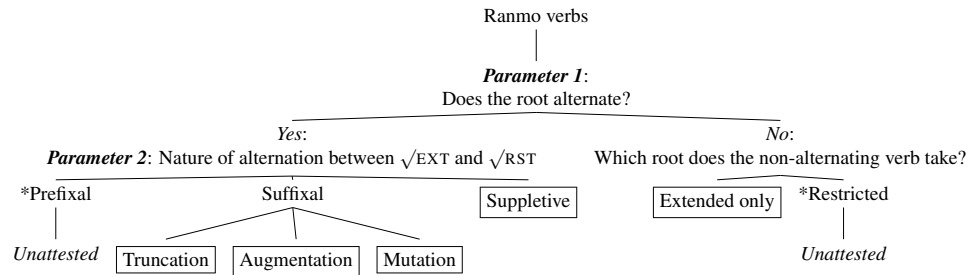 Ranmo verbs
Parameter 1:
Does the root alternate?
Yes:
Parameter 2: Nature of alternation between √EXT and √RST
No:
Which root does the non-alternating verb take?
*Prefixal
Suffixal
Suppletive
Extended only
*Restricted
Unattested
Truncation
Augmentation
Mutation
Unattested